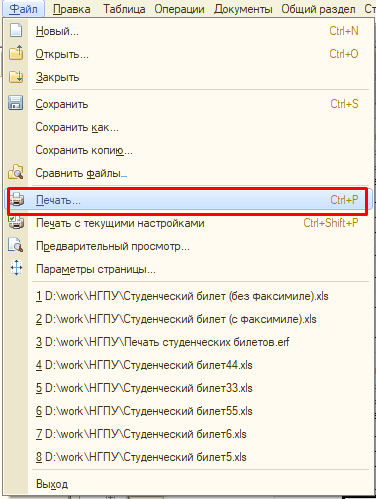 Файл Правка Таблица Операции Документы Общий раздел Ст
Новый... Ctrl+N
Открыть... Ctrl+O
Закрыть
Сохранить Ctrl+S
Сохранить как...
Сохранить копию...
Сравнить файлы...
Печать... Ctrl+P
Печать с текущими настройками Ctrl+Shift+P
Предварительный просмотр...
Параметры страницы...
1 D:\work\НГПУ\Студенческий билет (без факсимиле).xls
2 D:\work\НГПУ\Студенческий билет (с факсимиле).xls
3 D:\work\НГПУ\Печать студенческих билетов.erf
4 D:\work\НГПУ\Студенческий билет44.xls
5 D:\work\НГПУ\Студенческий билет33.xls
6 D:\work\НГПУ\Студенческий билет55.xls
7 D:\work\НГПУ\Студенческий билет6.xls
8 D:\work\НГПУ\Студенческий билет5.xls
Выход